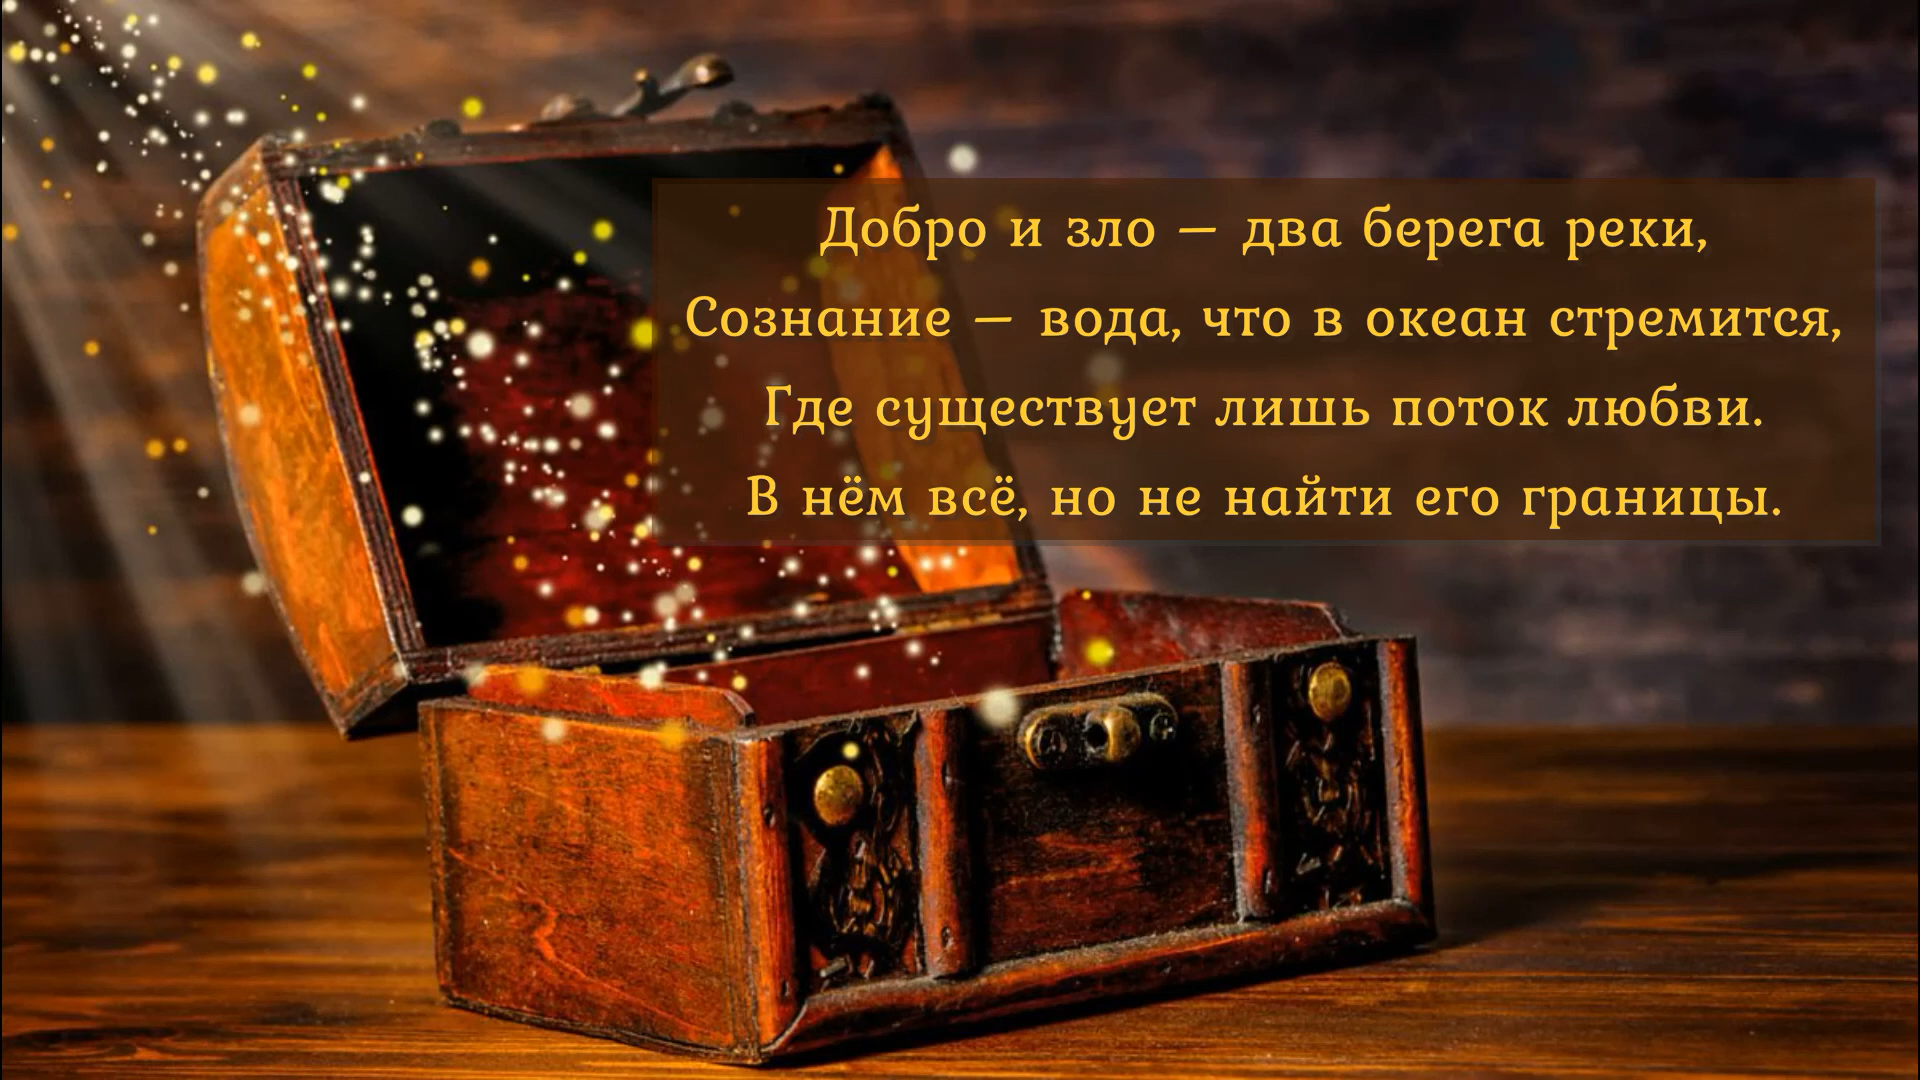 Добро и зло – два берега реки,
Сознание – вода, что в океан стремится,
Где существует лишь поток любви.
В нём всё, но не найти его границы.